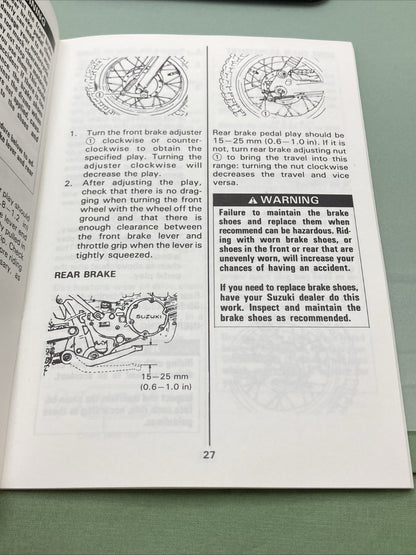 1. Turn the front brake adjuster
① clockwise or counter-
clockwise to obtain the
specified play. Turning the
adjuster clockwise will
decrease the play.
2. After adjusting the play,
check that there is no drag-
ging when turning the front
wheel with the wheel off the
ground and that there is
enough clearance between
the front brake lever and
throttle grip when the lever is
tightly squeezed.
REAR BRAKE
SUZUKI
15-25 mm
(0.6-1.0 in)
Rear brake pedal play should be
15-25 mm (0.6-1.0 in). If it is
not, turn rear brake adjusting nut
① to bring the travel into this
range: turning the nut clockwise
decreases the travel and vice
versa.
WARNING
Failure to maintain the brake
shoes and replace them when
recommend can be hazardous. Rid-
ing with worn brake shoes, or
shoes in the front or rear that are
unevenly worn, will increase your
chances of having an accident.
If you need to replace brake shoes,
have your Suzuki dealer do this
work. Inspect and maintain the
brake shoes as recommended.
27